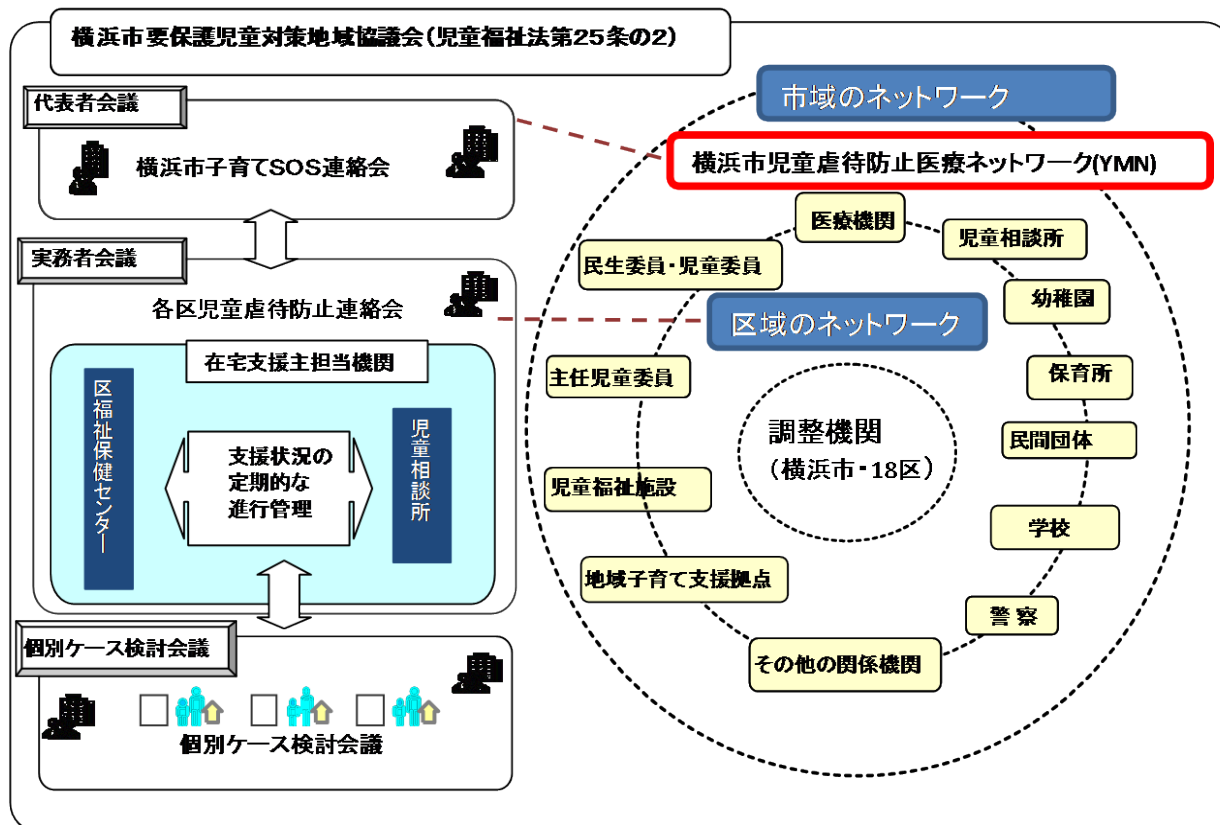 横浜市要保護児童対策地域協議会(児童福祉法第25条の2)
代表者会議
横浜市子育てSOS連絡会
実務者会議
各区児童虐待防止連絡会
在宅支援主担当機関
区福祉保健センター
支援状況の
定期的な
進行管理
児童相談所
個別ケース検討会議
個別ケース検討会議
市域のネットワーク
横浜市児童虐待防止医療ネットワーク(YMN)
医療機関
児童相談所
民生委員・児童委員
幼稚園
区域のネットワーク
主任児童委員
保育所
調整機関
(横浜市・18区)
民間団体
児童福祉施設
学校
地域子育て支援拠点
警察
その他の関係機関